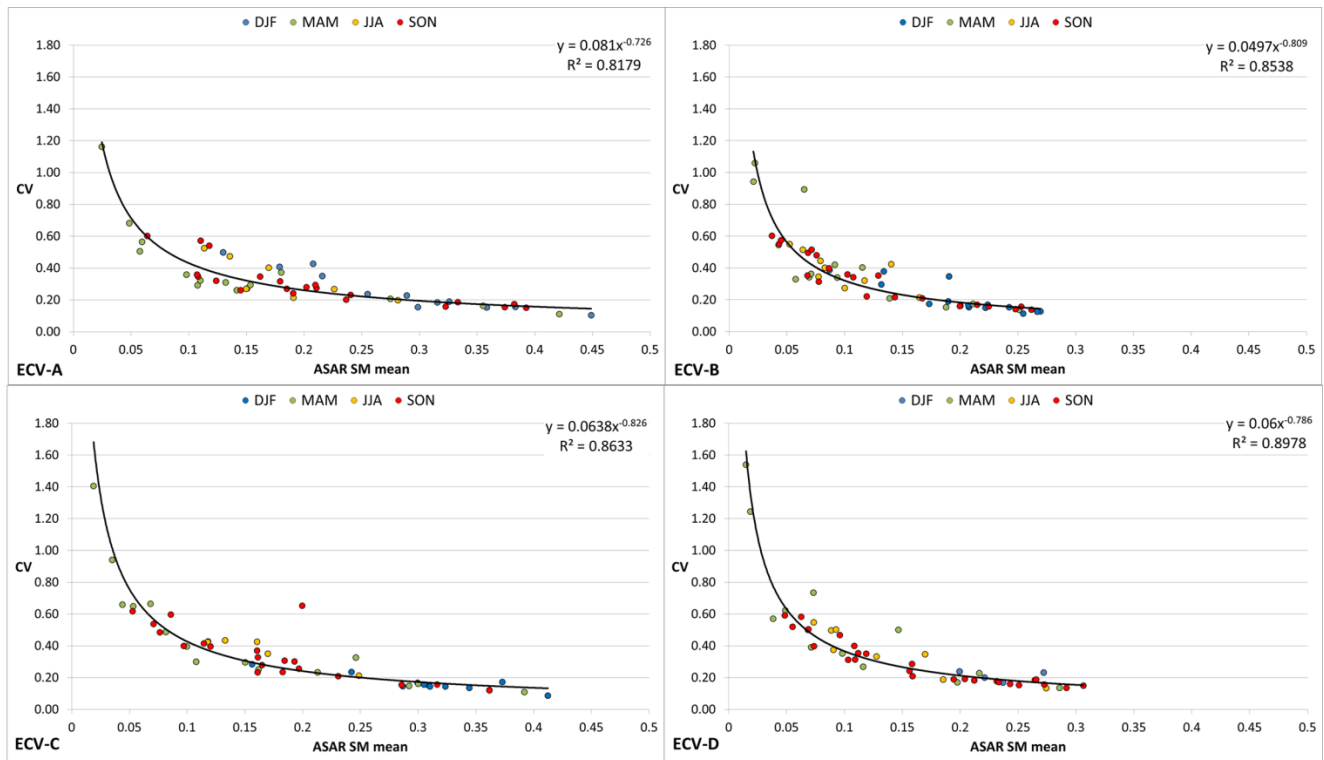 DJF MAM JJA SON
y = 0.081x^-0.726
R² = 0.8179
1.80
1.60
1.40
1.20
1.00
CV
0.80
0.60
0.40
0.20
0.00
0 0.05 0.1 0.15 0.2 0.25 0.3 0.35 0.4 0.45 0.5
ECV-A ASAR SM mean
DJF MAM JJA SON
y = 0.0497x^-0.809
R² = 0.8538
1.80
1.60
1.40
1.20
1.00
CV
0.80
0.60
0.40
0.20
0.00
0 0.05 0.1 0.15 0.2 0.25 0.3 0.35 0.4 0.45 0.5
ECV-B ASAR SM mean
DJF MAM JJA SON
y = 0.0638x^-0.826
R² = 0.8633
1.80
1.60
1.40
1.20
1.00
CV
0.80
0.60
0.40
0.20
0.00
0 0.05 0.1 0.15 0.2 0.25 0.3 0.35 0.4 0.45 0.5
ECV-C ASAR SM mean
DJF MAM JJA SON
y = 0.06x^-0.786
R² = 0.8978
1.80
1.60
1.40
1.20
1.00
CV
0.80
0.60
0.40
0.20
0.00
0 0.05 0.1 0.15 0.2 0.25 0.3 0.35 0.4 0.45 0.5
ECV-D ASAR SM mean